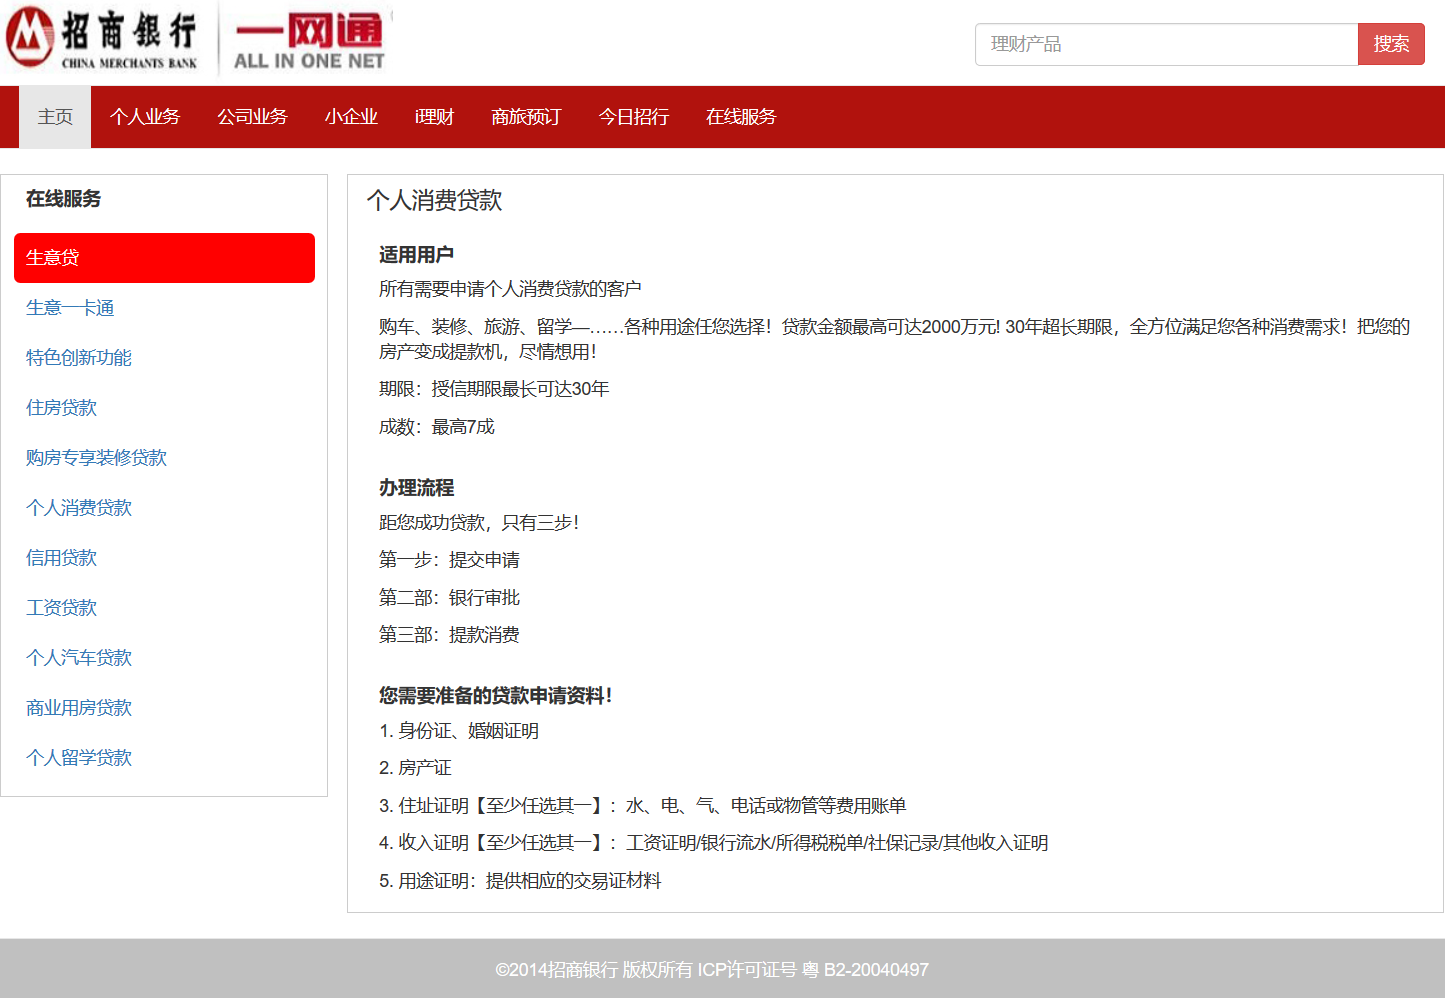 招商银行
CHINA MERCHANTS BANK
一网通
ALL IN ONE NET
理财产品
搜索
主页 个人业务 公司业务 小企业 i理财 商旅预订 今日招行 在线服务
在线服务
生意贷
生意一卡通
特色创新功能
住房贷款
购房专享装修贷款
个人消费贷款
信用贷款
工资贷款
个人汽车贷款
商业用房贷款
个人留学贷款
个人消费贷款
适用用户
所有需要申请个人消费贷款的客户
购车、装修、旅游、留学—……各种用途任您选择！贷款金额最高可达2000万元! 30年超长期限，全方位满足您各种消费需求！把您的
房产变成提款机，尽情想用！
期限：授信期限最长可达30年
成数：最高7成
办理流程
距您成功贷款，只有三步！
第一步：提交申请
第二部：银行审批
第三部：提款消费
您需要准备的贷款申请资料！
1. 身份证、婚姻证明
2. 房产证
3. 住址证明【至少任选其一】：水、电、气、电话或物管等费用账单
4. 收入证明【至少任选其一】：工资证明/银行流水/所得税税单/社保记录/其他收入证明
5. 用途证明：提供相应的交易证材料
©2014招商银行 版权所有 ICP许可证号 粤 B2-20040497